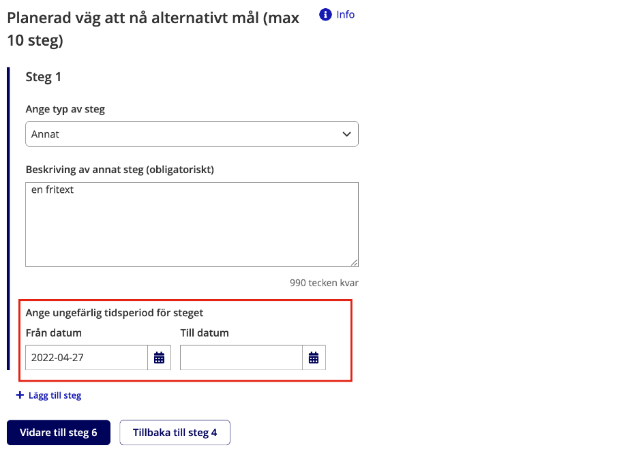 Planerad väg att nå alternativt mål (max
10 steg)
Info
Steg 1
Ange typ av steg
Annat
Beskriving av annat steg (obligatoriskt)
en fritext
990 tecken kvar
Ange ungefärlig tidsperiod för steget
Från datum Till datum
2022-04-27
Lägg till steg
Vidare till steg 6 Tillbaka till steg 4